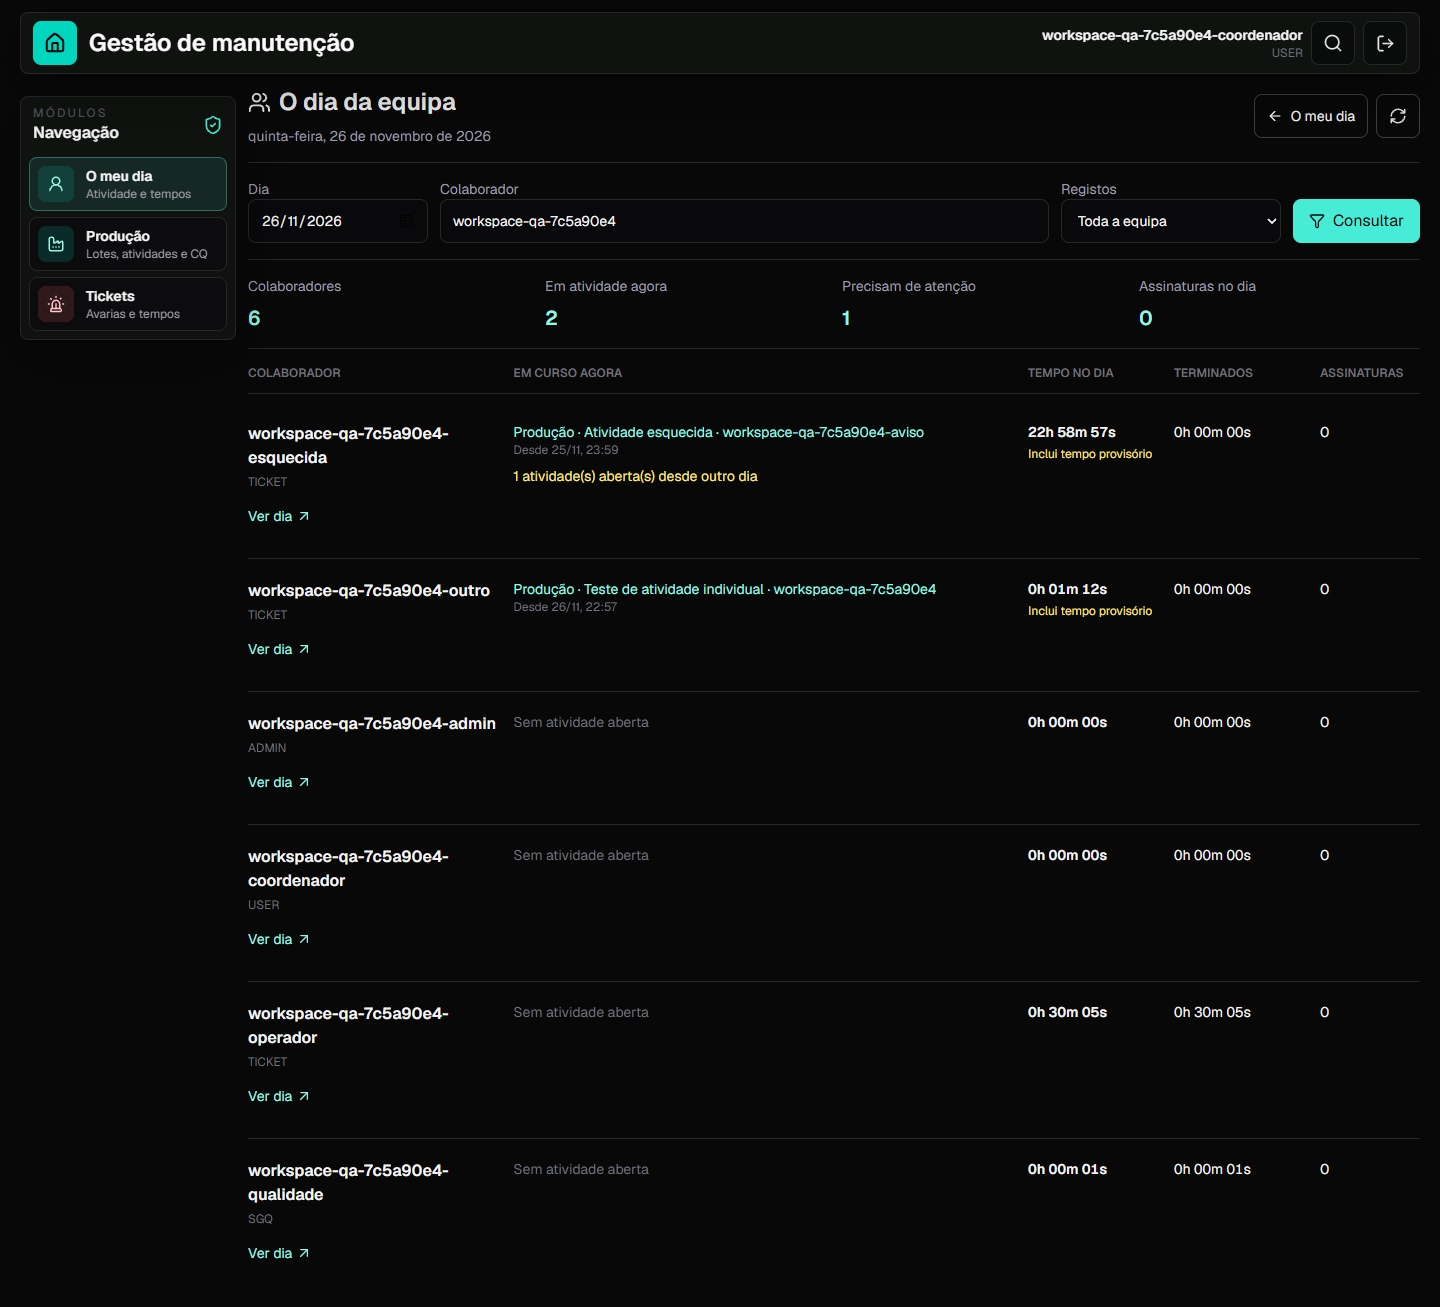 Gestão de manutenção
workspace-qa-7c5a90e4-coordenador
USER
MÓDULOS
Navegação
O meu dia
Atividade e tempos
Produção
Lotes, atividades e CQ
Tickets
Avarias e tempos
O dia da equipa
quinta-feira, 26 de novembro de 2026
O meu dia
Dia
Colaborador
Registos
26/11/2026
workspace-qa-7c5a90e4
Toda a equipa
Consultar
Colaboradores
Em atividade agora
Precisam de atenção
Assinaturas no dia
6
2
1
0
COLABORADOR
EM CURSO AGORA
TEMPO NO DIA
TERMINADOS
ASSINATURAS
workspace-qa-7c5a90e4-
esquecida
TICKET
Ver dia
Produção · Atividade esquecida · workspace-qa-7c5a90e4-aviso
Desde 25/11, 23:59
1 atividade(s) aberta(s) desde outro dia
22h 58m 57s
Inclui tempo provisório
0h 00m 00s
0
workspace-qa-7c5a90e4-outro
TICKET
Ver dia
Produção · Teste de atividade individual · workspace-qa-7c5a90e4
Desde 26/11, 22:57
0h 01m 12s
Inclui tempo provisório
0h 00m 00s
0
workspace-qa-7c5a90e4-admin
ADMIN
Ver dia
Sem atividade aberta
0h 00m 00s
0h 00m 00s
0
workspace-qa-7c5a90e4-
coordenador
USER
Ver dia
Sem atividade aberta
0h 00m 00s
0h 00m 00s
0
workspace-qa-7c5a90e4-
operador
TICKET
Ver dia
Sem atividade aberta
0h 30m 05s
0h 30m 05s
0
workspace-qa-7c5a90e4-
qualidade
SGQ
Ver dia
Sem atividade aberta
0h 00m 01s
0h 00m 01s
0